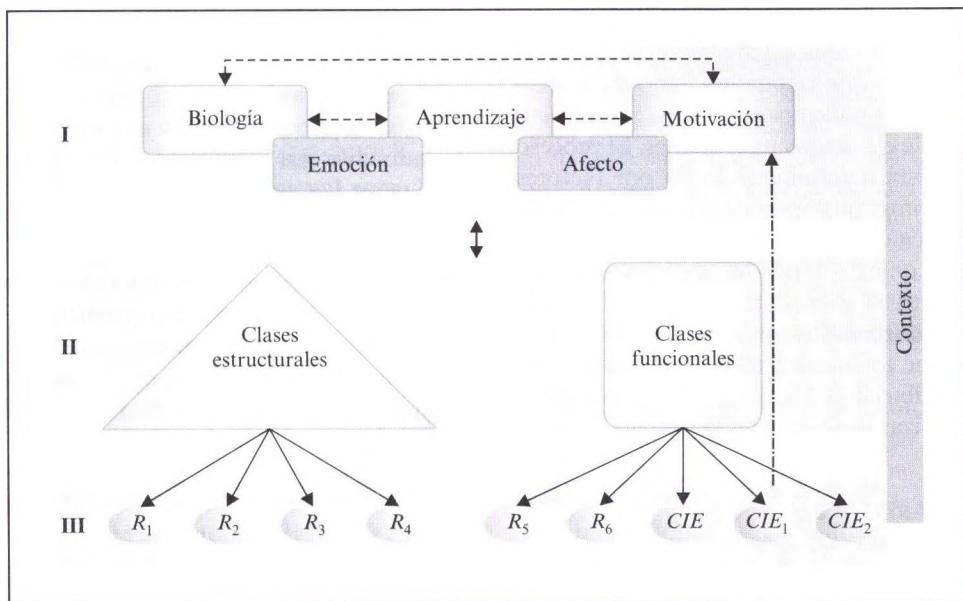 Biología
Aprendizaje
Motivación
I
Emoción
Afecto
Contexto
II
Clases
estructurales
Clases
funcionales
III
R₁
R₂
R₃
R₄
R₅
R₆
CIE
CIE₁
CIE₂